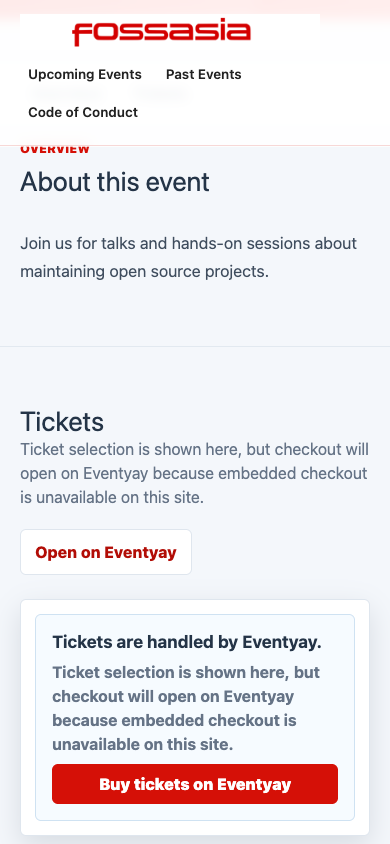 fossasia
Upcoming Events
Past Events
Code of Conduct
OVERVIEW
About this event
Join us for talks and hands-on sessions about
maintaining open source projects.
Tickets
Ticket selection is shown here, but checkout will
open on Eventyay because embedded checkout
is unavailable on this site.
Open on Eventyay
Tickets are handled by Eventyay.
Ticket selection is shown here, but
checkout will open on Eventyay
because embedded checkout is
unavailable on this site.
Buy tickets on Eventyay